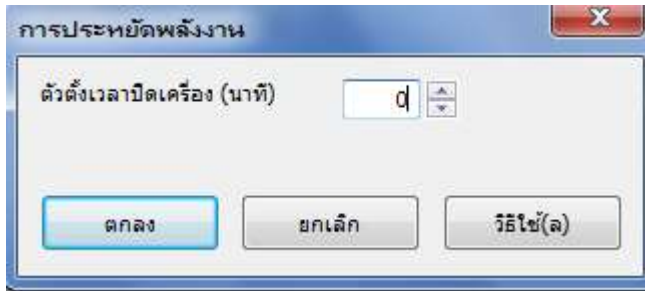 การประหยัดพลังงาน
ตัวตั้งเวลาปิดเครื่อง (นาที) 0
ตกลง ยกเลิก วิธีใช้(ล)